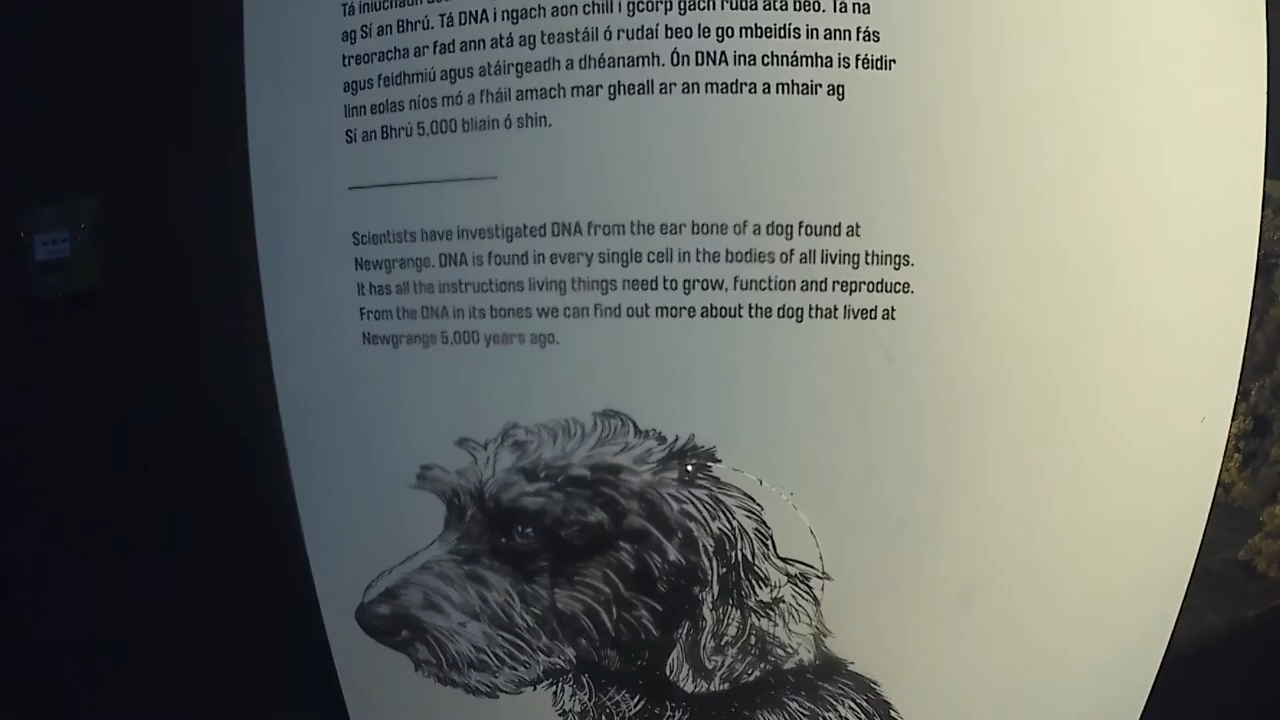 Tá iniúchadh
ag Sí an Bhrú. Tá DNA i ngach aon chill i gcorp gach ruda atá beo. Tá na
treoracha ar fad ann atá ag teastáil ó rudaí beo le go mbeidís in ann fás
agus feidhmiú agus atáirgeadh a dhéanamh. Ón DNA ina chnámha is féidir
linn eolas níos mó a fháil amach mar gheall ar an madra a mhair ag
Sí an Bhrú 5,000 bliain ó shin.
Scientists have investigated DNA from the ear bone of a dog found at
Newgrange. DNA is found in every single cell in the bodies of all living things.
It has all the instructions living things need to grow, function and reproduce.
From the DNA in its bones we can find out more about the dog that lived at
Newgrange 5,000 years ago.